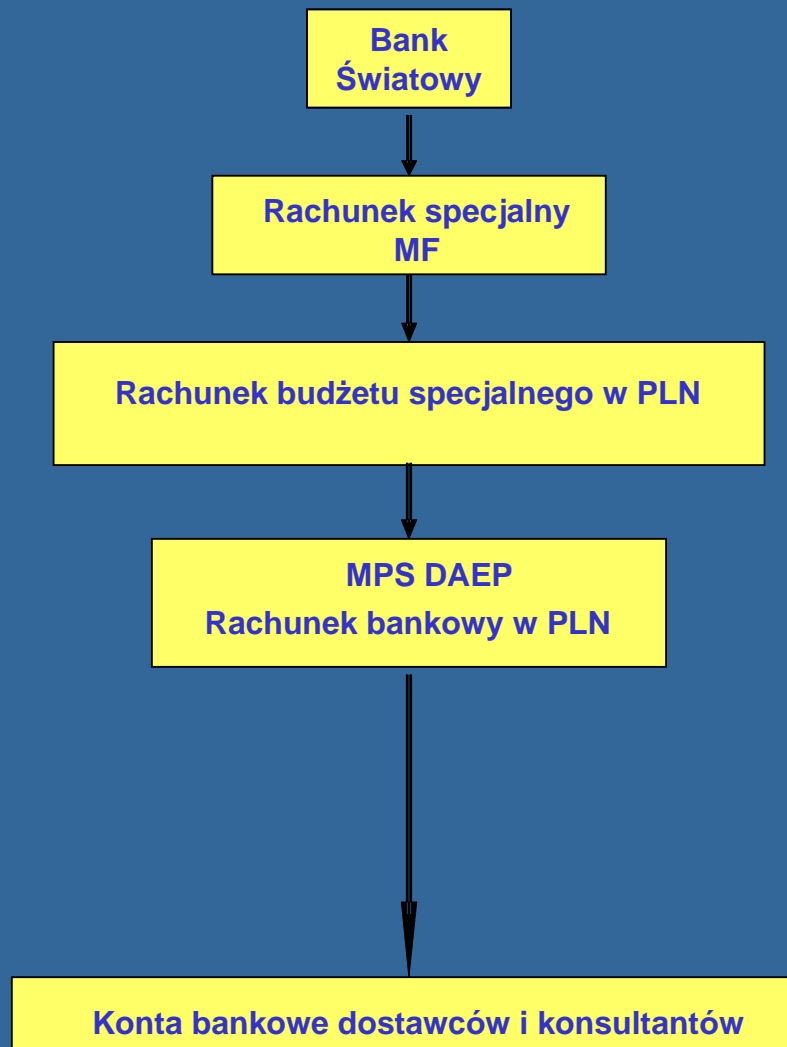 Bank
Światowy
Rachunek specjalny
MF
Rachunek budżetu specjalnego w PLN
MPS DAEP
Rachunek bankowy w PLN
Konta bankowe dostawców i konsultantów